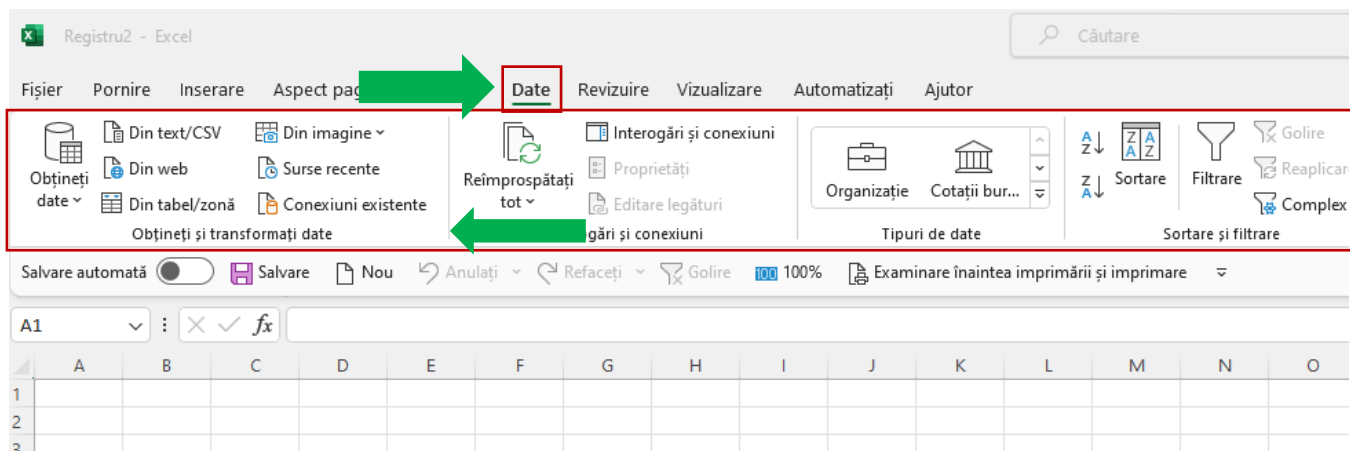 Registru2 - Excel
Căutare
Fișier Pornire Inserare Aspect pag Date Revizuire Vizualizare Automatizați Ajutor
Obțineți date
Din text/CSV
Din web
Din tabel/zonă
Din imagine
Surse recente
Conexiuni existente
Obțineți și transformați date
Reîmprospătați tot
Interogări și conexiuni
Proprietăți
Editare legături
gări și conexiuni
Organizație
Cotații bur...
Tipuri de date
Sortare
Filtrare
Golire
Reaplicar
Complex
Sortare și filtrare
Salvare automată Salvare Nou Anulați Refaceți Golire 100 100% Examinare înaintea imprimării și imprimare
A1 fx
A B C D E F G H I J K L M N O
1
2
3